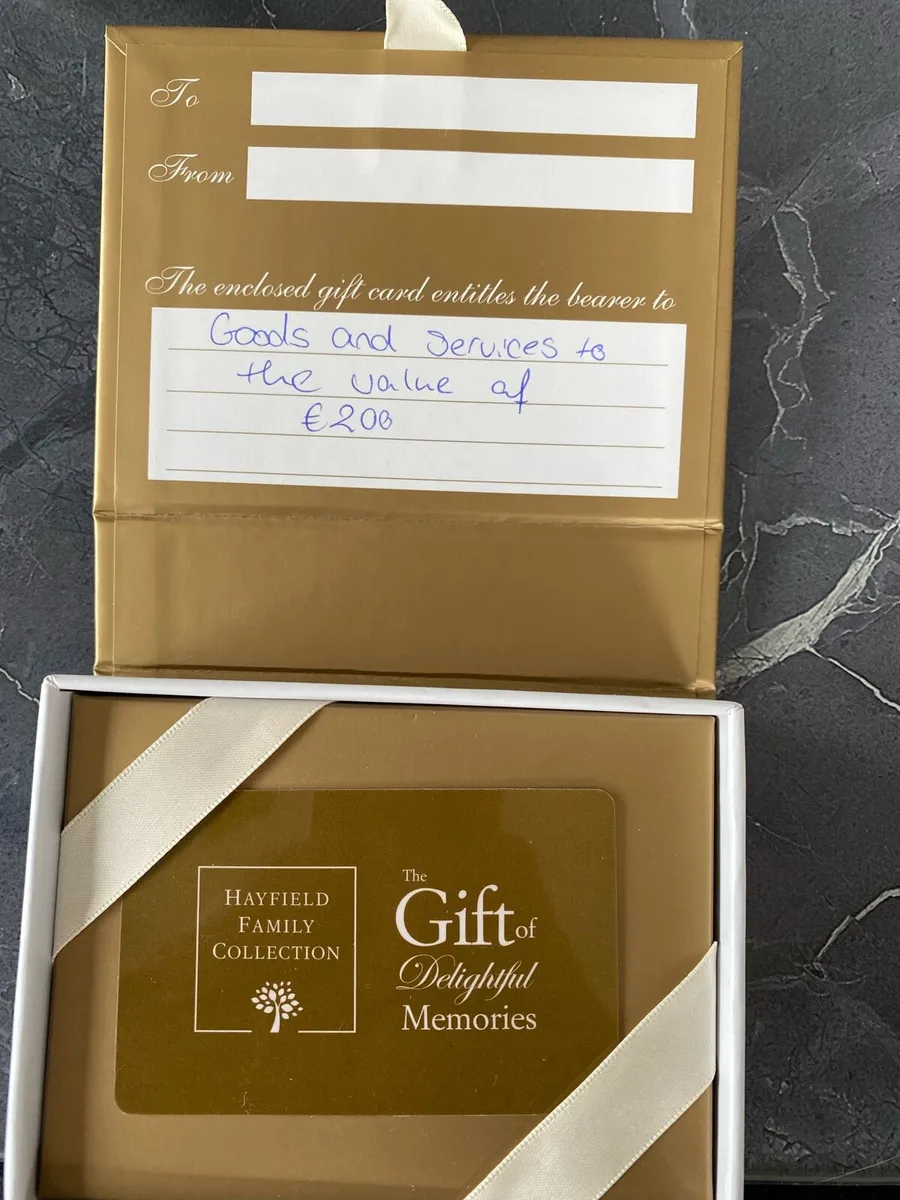 To
From
The enclosed gift card entitles the bearer to
Goods and services to
the value of
€200
HAYFIELD
FAMILY
COLLECTION
The
Gift of
Delightful
Memories